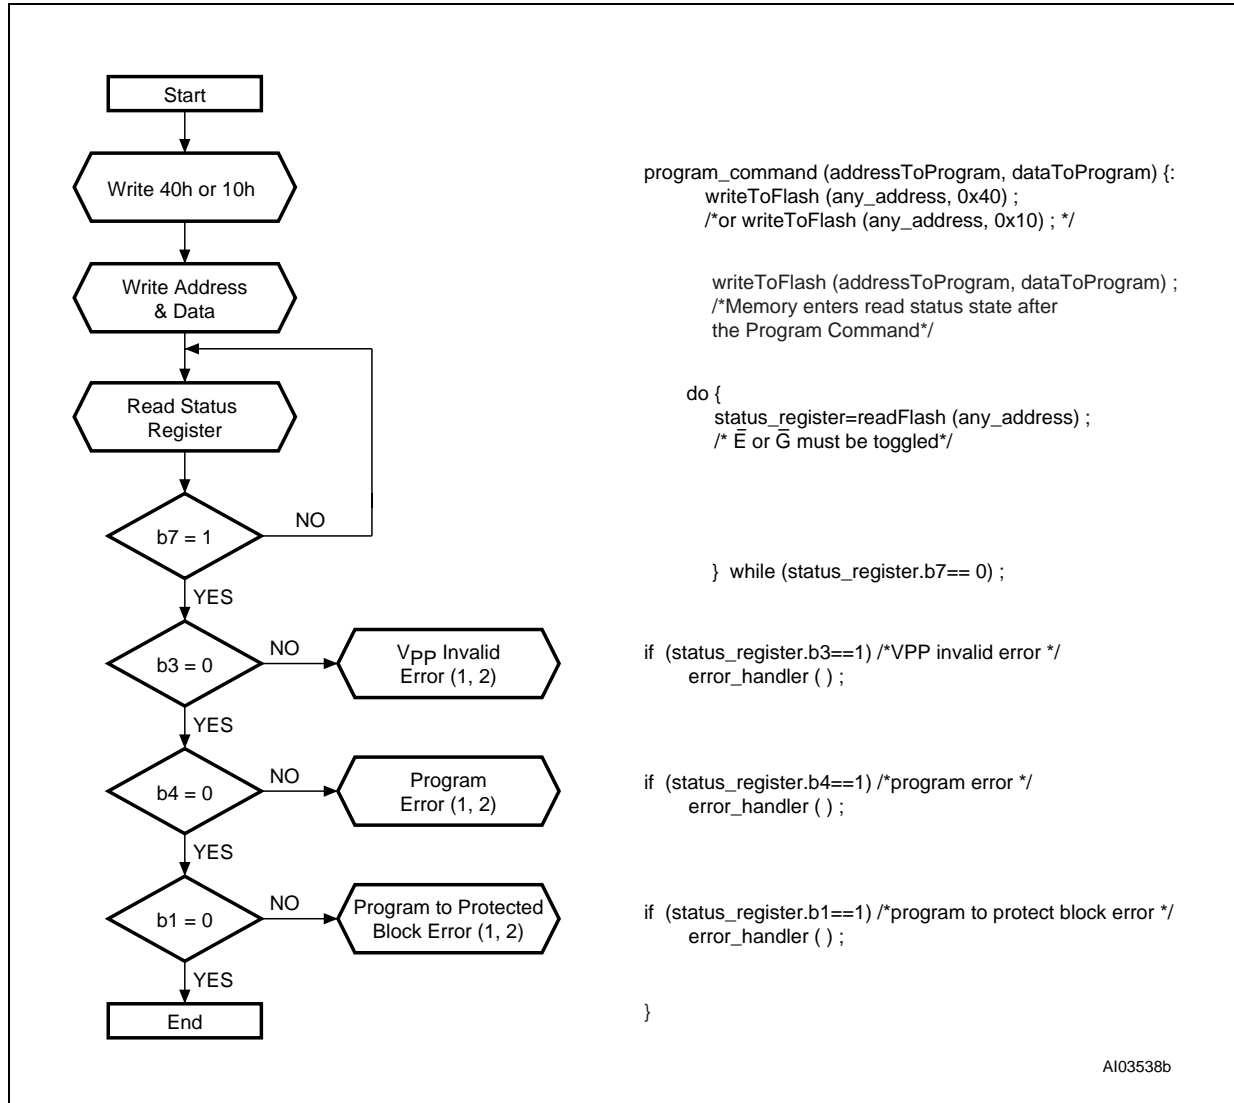 Start
Write 40h or 10h
Write Address
& Data
Read Status
Register
b7 = 1
NO
YES
b3 = 0
NO
VPP Invalid
Error (1, 2)
YES
b4 = 0
NO
Program
Error (1, 2)
YES
b1 = 0
NO
Program to Protected
Block Error (1, 2)
YES
End
program_command (addressToProgram, dataToProgram) {:
writeToFlash (any_address, 0x40) ;
/*or writeToFlash (any_address, 0x10) ; */
writeToFlash (addressToProgram, dataToProgram) ;
/*Memory enters read status state after
the Program Command*/
do {
status_register=readFlash (any_address) ;
/* E̅ or G̅ must be toggled*/
} while (status_register.b7== 0) ;
if (status_register.b3==1) /*VPP invalid error */
error_handler ( ) ;
if (status_register.b4==1) /*program error */
error_handler ( ) ;
if (status_register.b1==1) /*program to protect block error */
error_handler ( ) ;
}
AI03538b